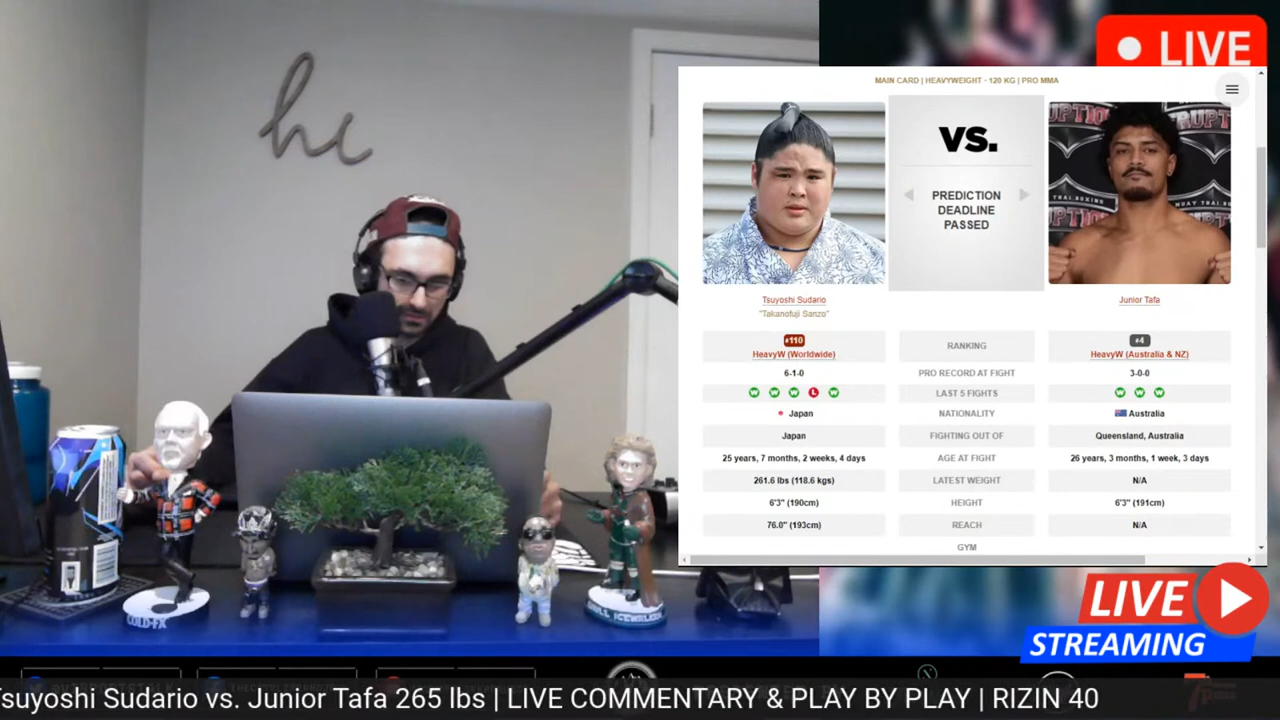 hi
LIVE
MAIN CARD | HEAVYWEIGHT · 120 KG | PRO MMA
VS.
PREDICTION
DEADLINE
PASSED
Tsuyoshi Sudario
"Takanofuji Sanzo"
Junior Tafa
#110
HeavyW (Worldwide)
RANKING
#4
HeavyW (Australia & NZ)
6-1-0
PRO RECORD AT FIGHT
3-0-0
W W W L W
LAST 5 FIGHTS
W W W
Japan
NATIONALITY
Australia
Japan
FIGHTING OUT OF
Queensland, Australia
25 years, 7 months, 2 weeks, 4 days
AGE AT FIGHT
26 years, 3 months, 1 week, 3 days
261.6 lbs (118.6 kgs)
LATEST WEIGHT
N/A
6'3" (190cm)
HEIGHT
6'3" (191cm)
76.0" (193cm)
REACH
N/A
GYM
COLD-FX
LIVE
STREAMING
Tsuyoshi Sudario vs. Junior Tafa 265 lbs | LIVE COMMENTARY & PLAY BY PLAY | RIZIN 40